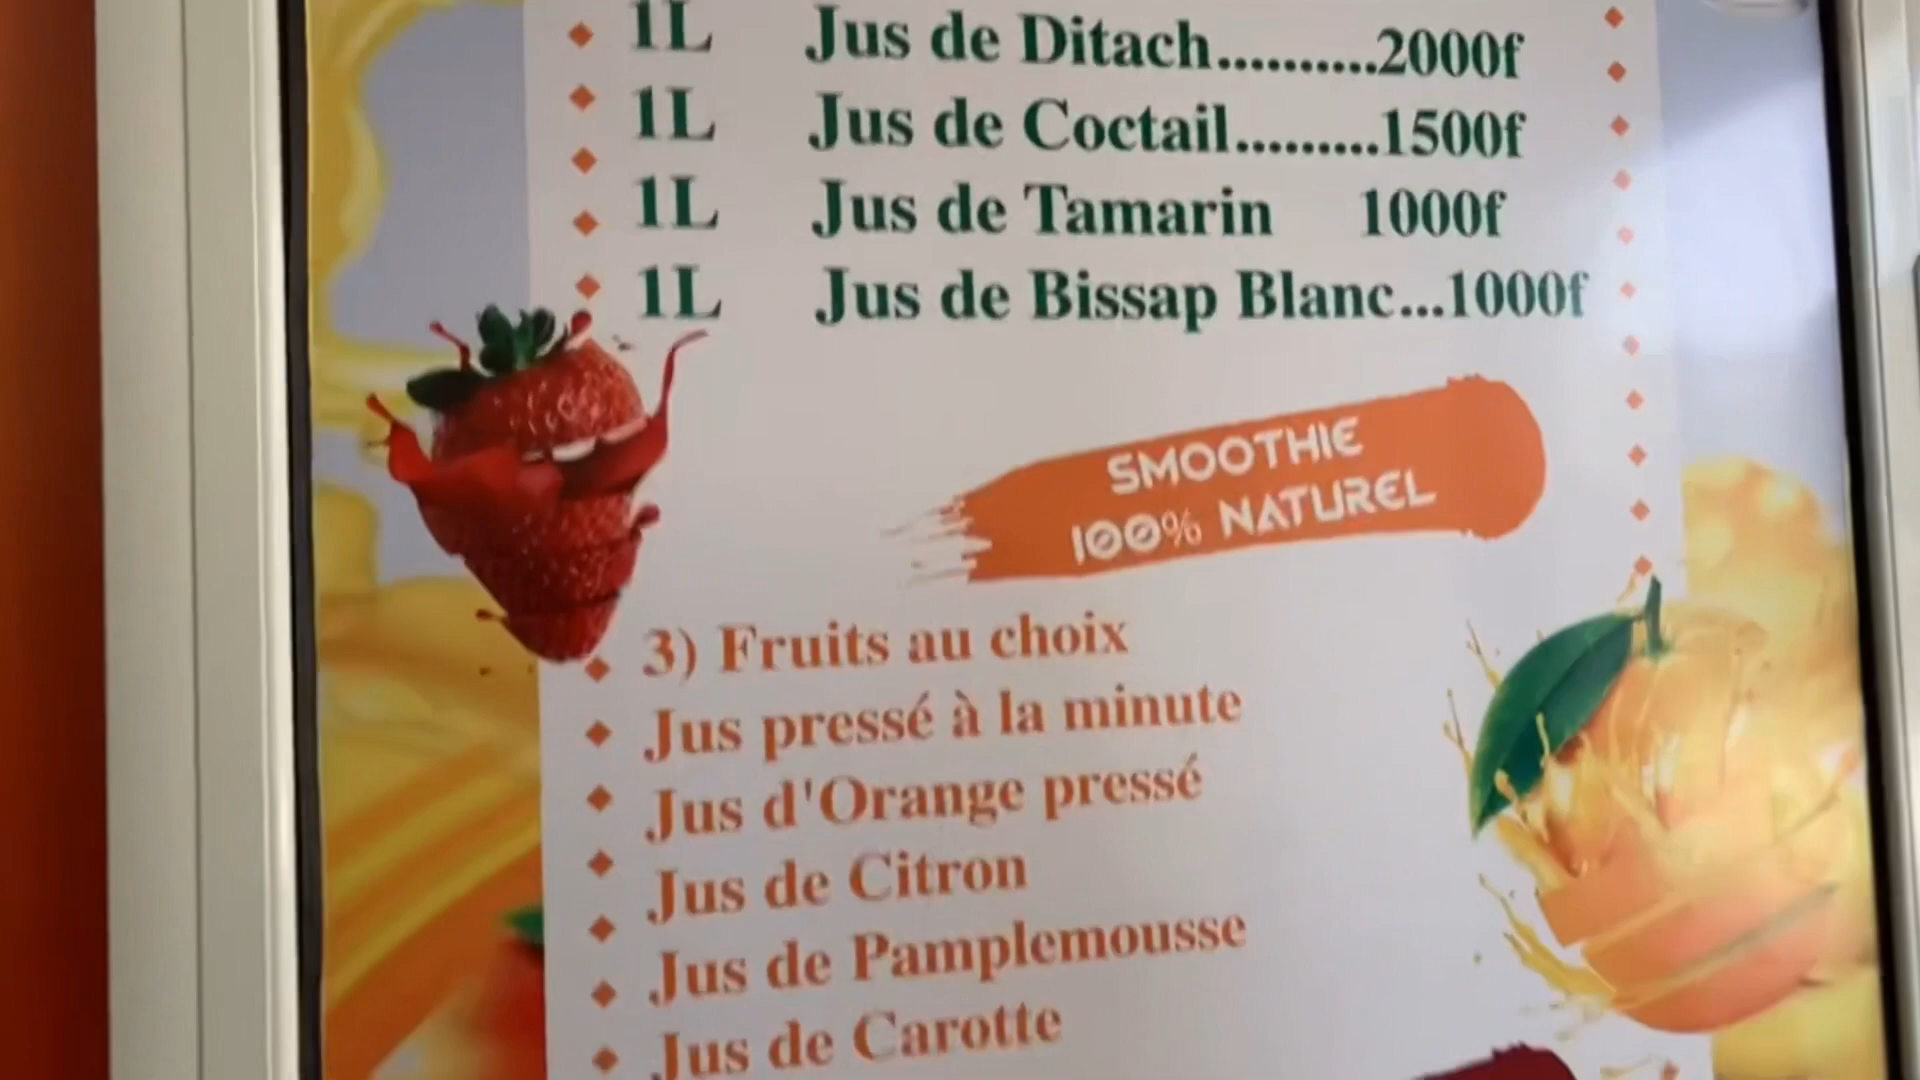 1L Jus de Ditach..........2000f
1L Jus de Coctail.........1500f
1L Jus de Tamarin 1000f
1L Jus de Bissap Blanc...1000f
SMOOTHIE
100% NATUREL
3) Fruits au choix
Jus pressé à la minute
Jus d'Orange pressé
Jus de Citron
Jus de Pamplemousse
Jus de Carotte